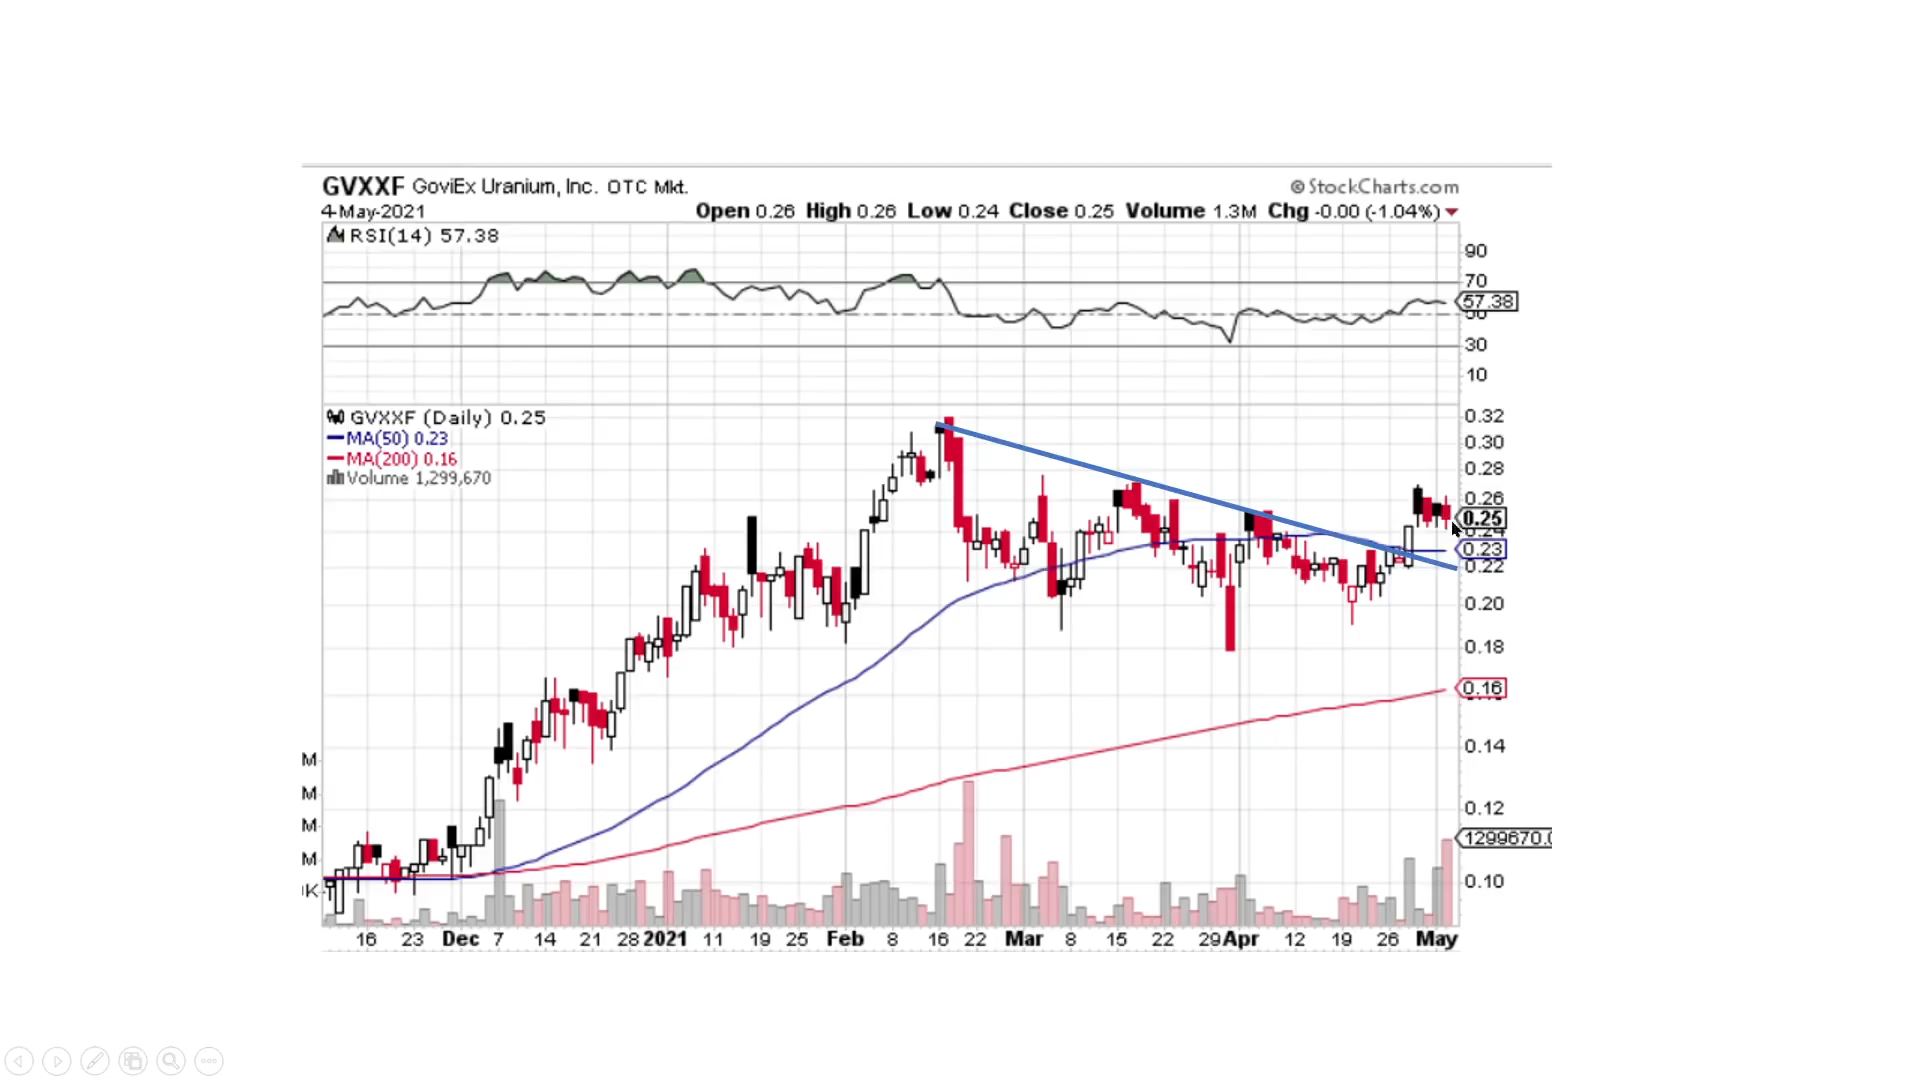 GVXXF GoviEx Uranium, Inc. OTC Mkt. © StockCharts.com
4-May-2021 Open 0.26 High 0.26 Low 0.24 Close 0.25 Volume 1.3M Chg -0.00 (-1.04%)
RSI(14) 57.38
90
70
57.38
30
10
GVXXF (Daily) 0.25
MA(50) 0.23
MA(200) 0.16
Volume 1,299,670
0.32
0.30
0.28
0.26
0.25
0.23
0.22
0.20
0.18
0.16
0.14
0.12
0.10
M
M
M
M
K
1299670.0
16 23 Dec 7 14 21 28 2021 11 19 25 Feb 8 16 22 Mar 8 15 22 29 Apr 12 19 26 May